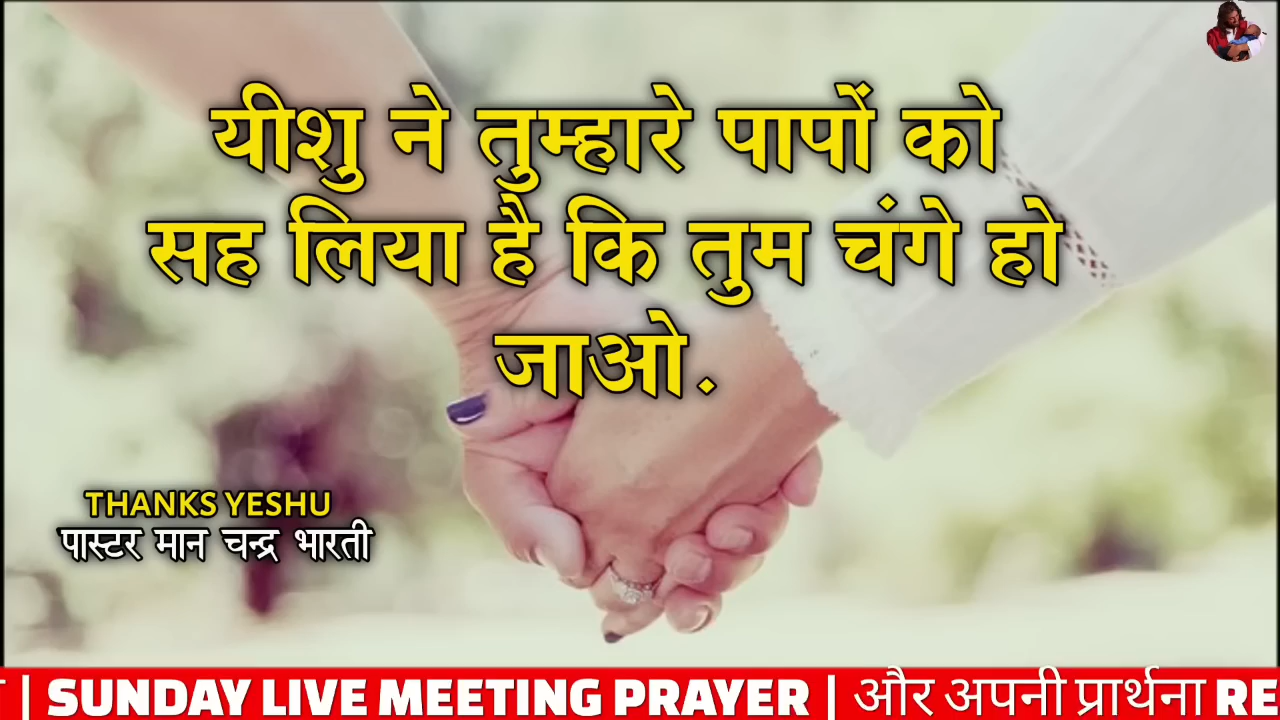 यीशु ने तुम्हारे पापों को
सह लिया है कि तुम चंगे हो
जाओ.
THANKS YESHU
पास्टर मान चन्द्र भारती
| SUNDAY LIVE MEETING PRAYER | और अपनी प्रार्थना